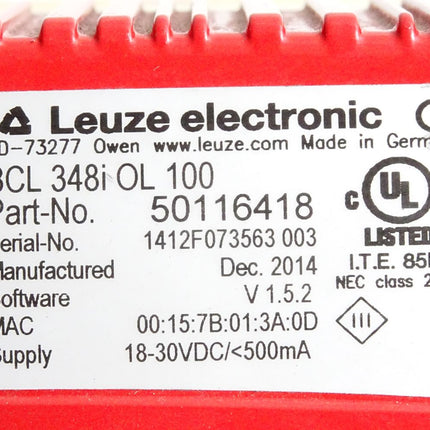 Leuze electronic
D-73277 Owen www.leuze.com Made in Germ
BCL 348i OL 100
Part-No. 50116418
erial-No. 1412F073563 003
Manufactured Dec. 2014
Software V 1.5.2
MAC 00:15:7B:01:3A:0D
Supply 18-30VDC/<500mA
c UL
LISTED
I.T.E. 85
NEC class 2
III